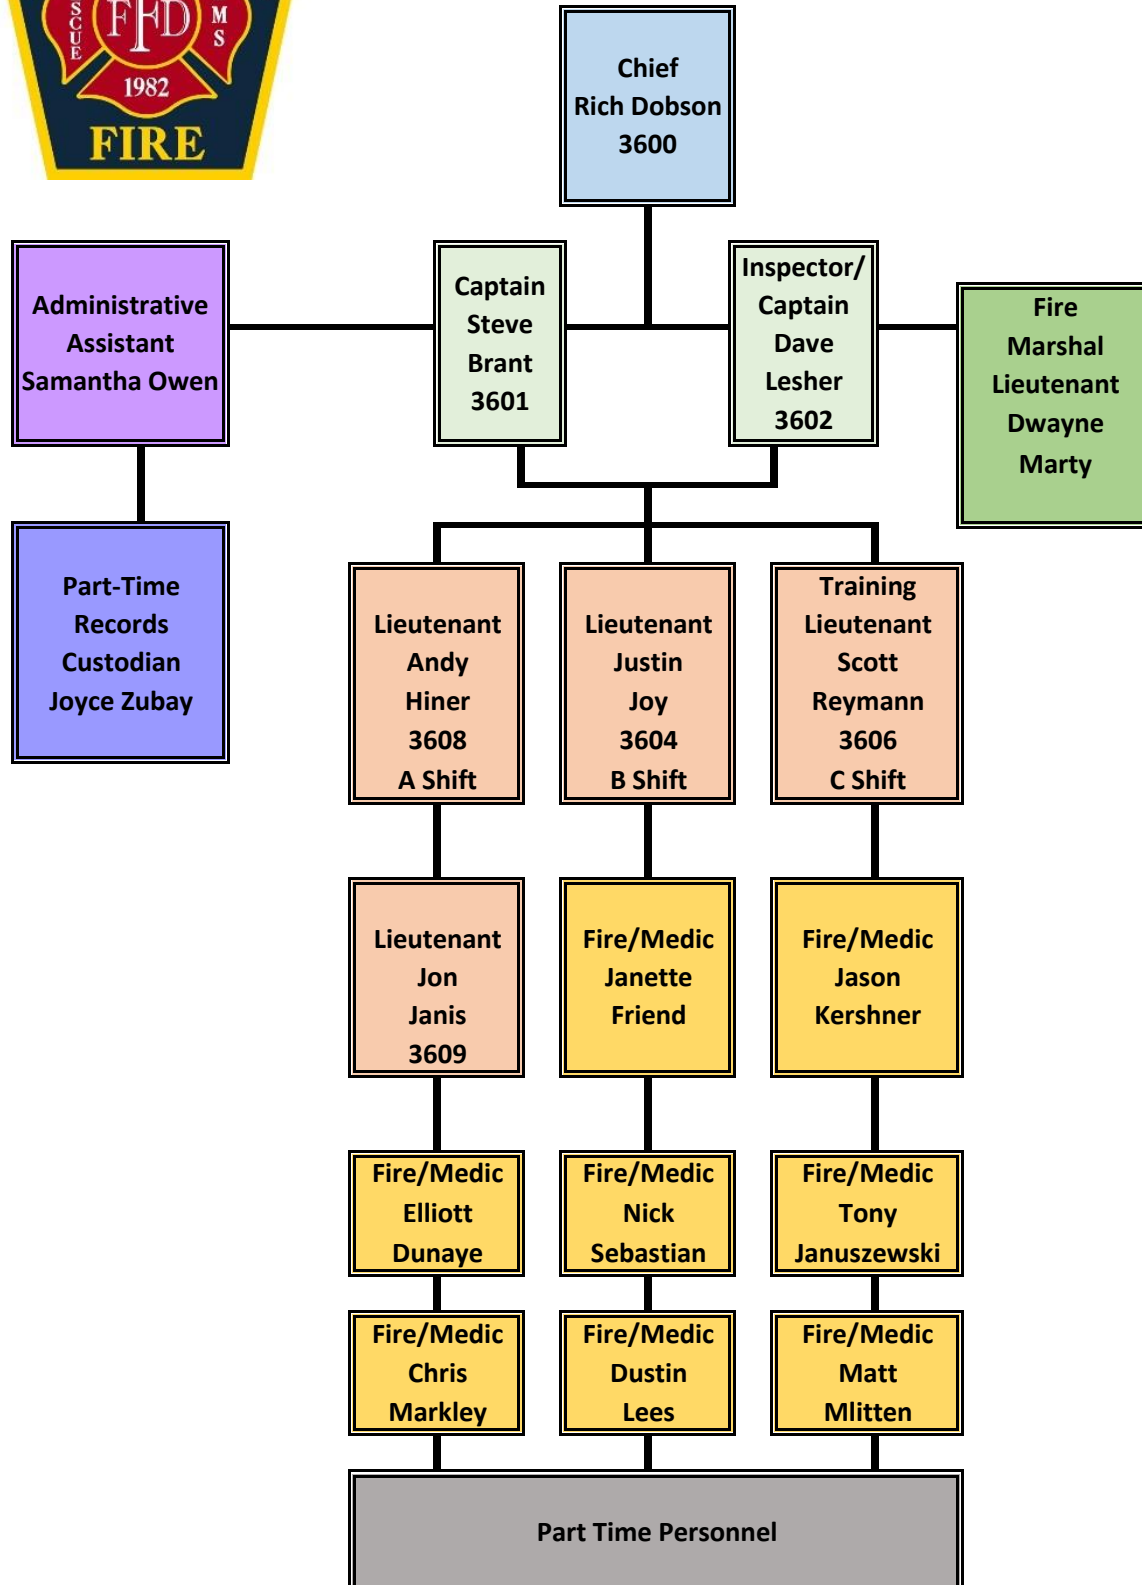 SCUE
FFD
MS
1982
FIRE
Chief
Rich Dobson
3600
Administrative
Assistant
Samantha Owen
Captain
Steve
Brant
3601
Inspector/
Captain
Dave
Lesher
3602
Fire
Marshal
Lieutenant
Dwayne
Marty
Part-Time
Records
Custodian
Joyce Zubay
Lieutenant
Andy
Hiner
3608
A Shift
Lieutenant
Justin
Joy
3604
B Shift
Training
Lieutenant
Scott
Reymann
3606
C Shift
Lieutenant
Jon
Janis
3609
Fire/Medic
Janette
Friend
Fire/Medic
Jason
Kershner
Fire/Medic
Elliott
Dunaye
Fire/Medic
Nick
Sebastian
Fire/Medic
Tony
Januszewski
Fire/Medic
Chris
Markley
Fire/Medic
Dustin
Lees
Fire/Medic
Matt
Mlitten
Part Time Personnel